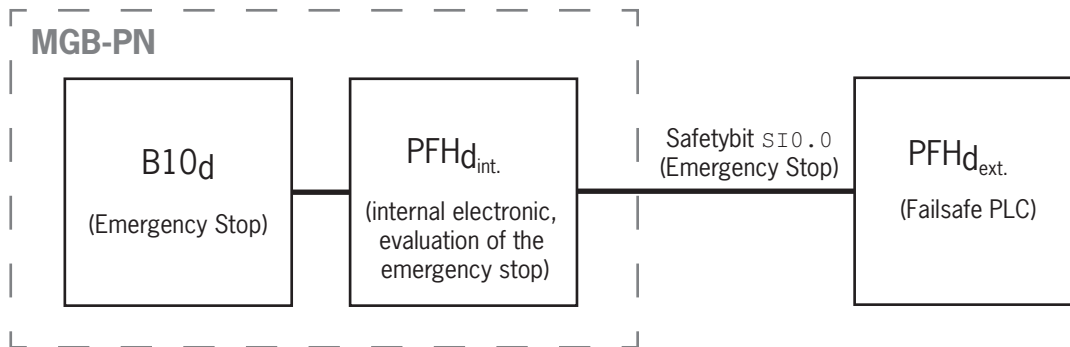 MGB-PN
B10d
(Emergency Stop)
PFHdint.
(internal electronic,
evaluation of the
emergency stop)
Safetybit SI0.0
(Emergency Stop)
PFHdext.
(Failsafe PLC)